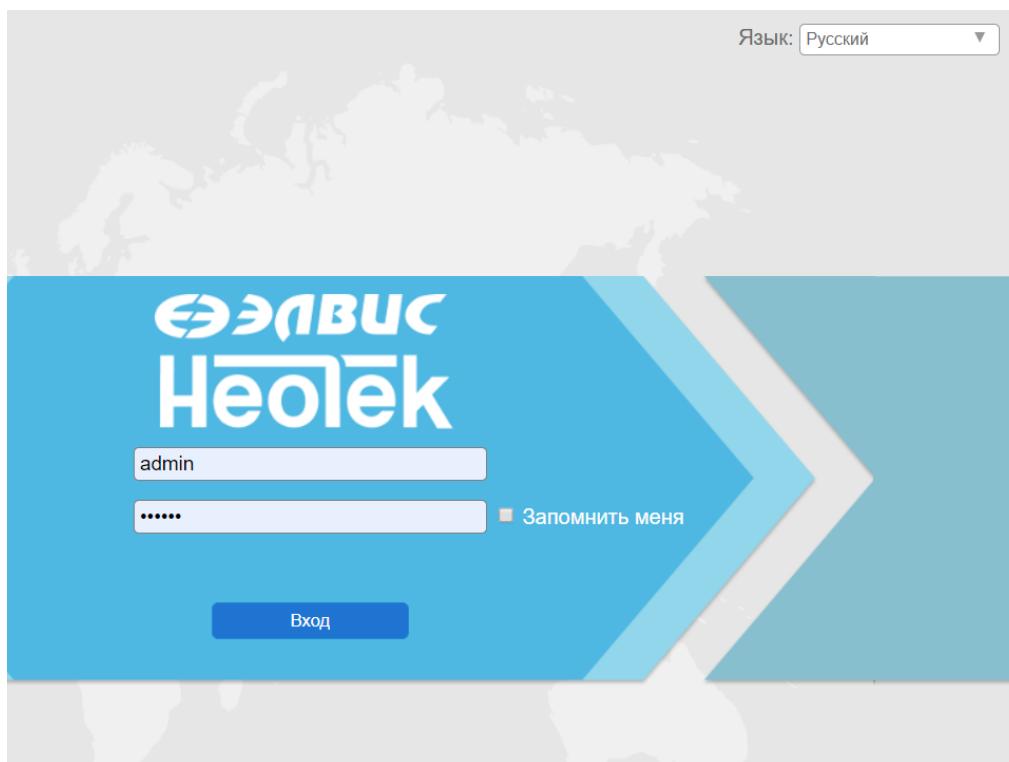 Язык: Русский
ЭЛВИС
НеоТек
admin
••••••
Запомнить меня
Вход